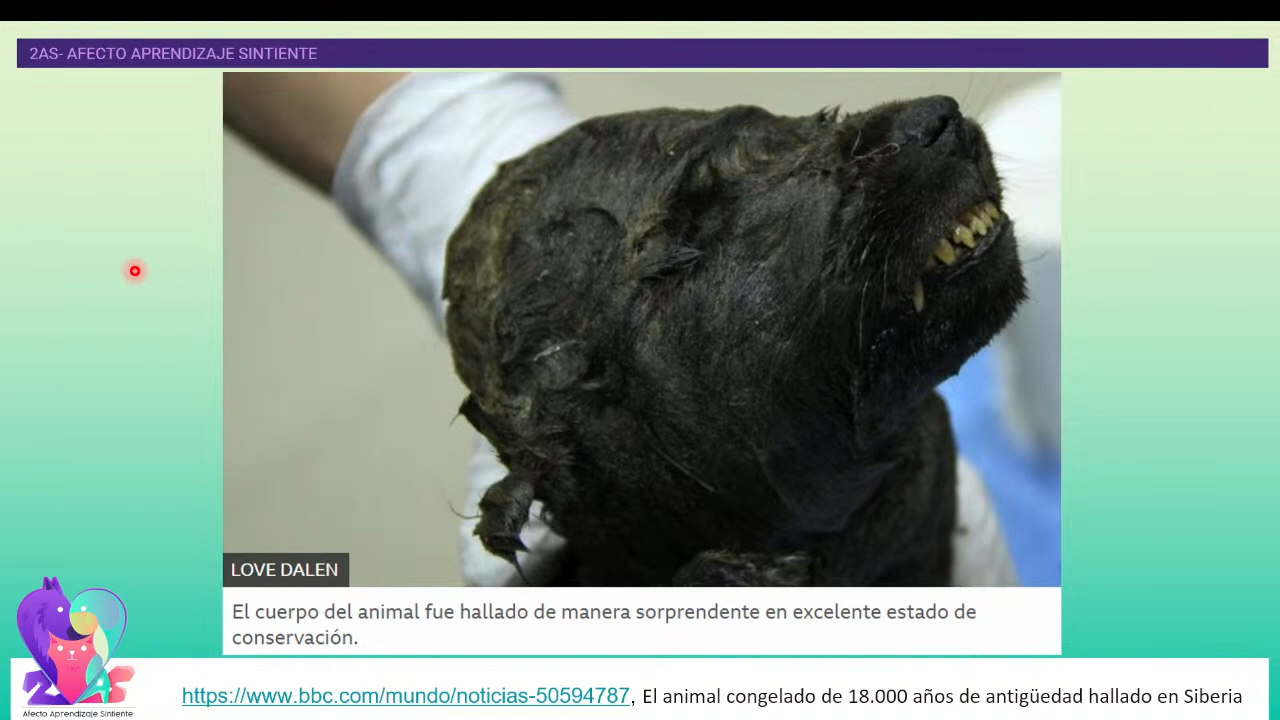 2AS- AFECTO APRENDIZAJE SINTIENTE
LOVE DALEN
El cuerpo del animal fue hallado de manera sorprendente en excelente estado de
conservación.
2AS
Afecto Aprendizaje Sintiente
https://www.bbc.com/mundo/noticias-50594787, El animal congelado de 18.000 años de antigüedad hallado en Siberia